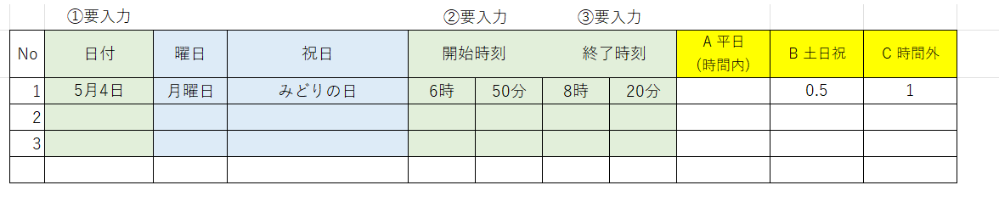 ①要入力 ②要入力 ③要入力
No 日付 曜日 祝日 開始時刻 終了時刻 A 平日 (時間内) B 土日祝 C 時間外
1 5月4日 月曜日 みどりの日 6時 50分 8時 20分 0.5 1
2
3